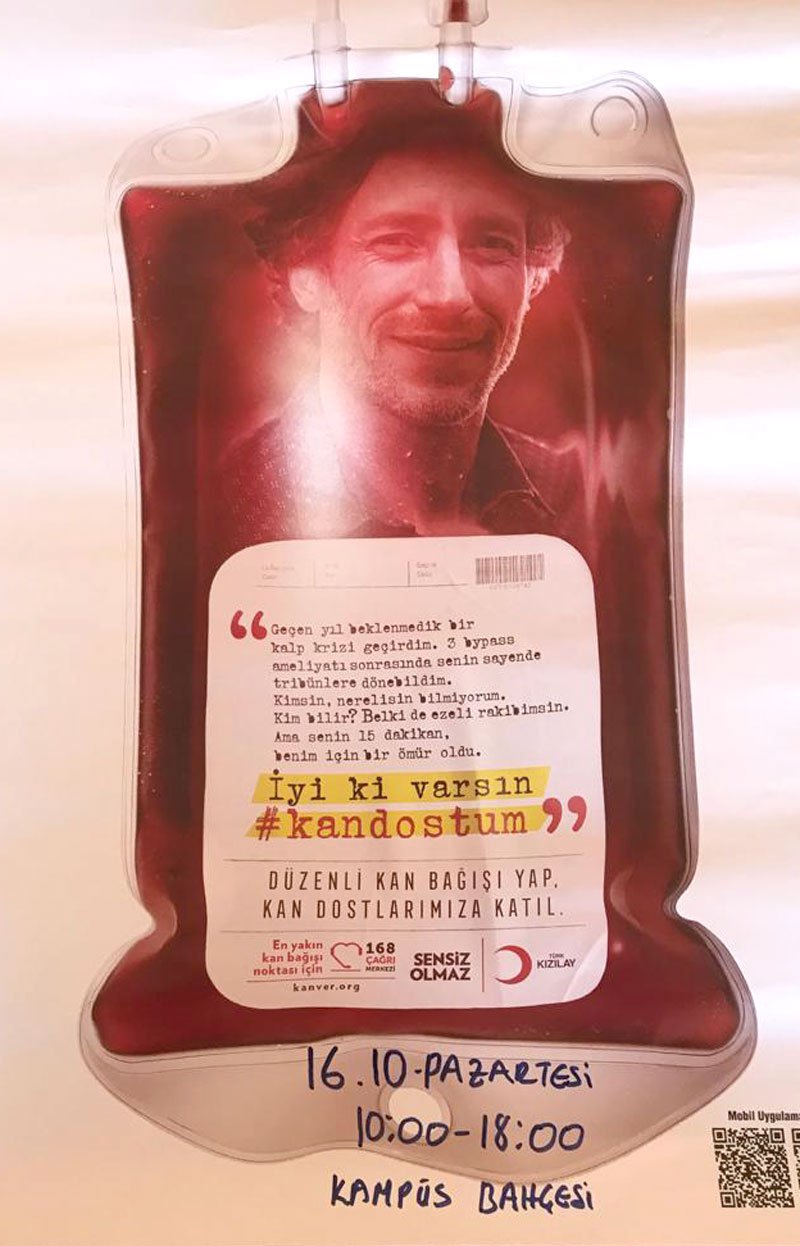 “Geçen yıl beklenmedik bir
kalp krizi geçirdim. 3 bypass
ameliyatı sonrasında senin sayende
tribünlere dönebildim.
Kimsin, nerelisin bilmiyorum.
Kim bilir? Belki de ezeli rakibimsin.
Ama senin 15 dakikan,
benim için bir ömür oldu.
İyi ki varsın
#kandostum”
DÜZENLİ KAN BAĞIŞI YAP,
KAN DOSTLARIMIZA KATIL.
En yakın
kan bağışı
noktası için
168
ÇAĞRI
MERKEZİ
kanver.org
SENSİZ
OLMAZ
TÜRK
KIZILAY
16.10-PAZARTESİ
10:00-18:00
KAMPÜS BAHÇESİ
Mobil Uygulam